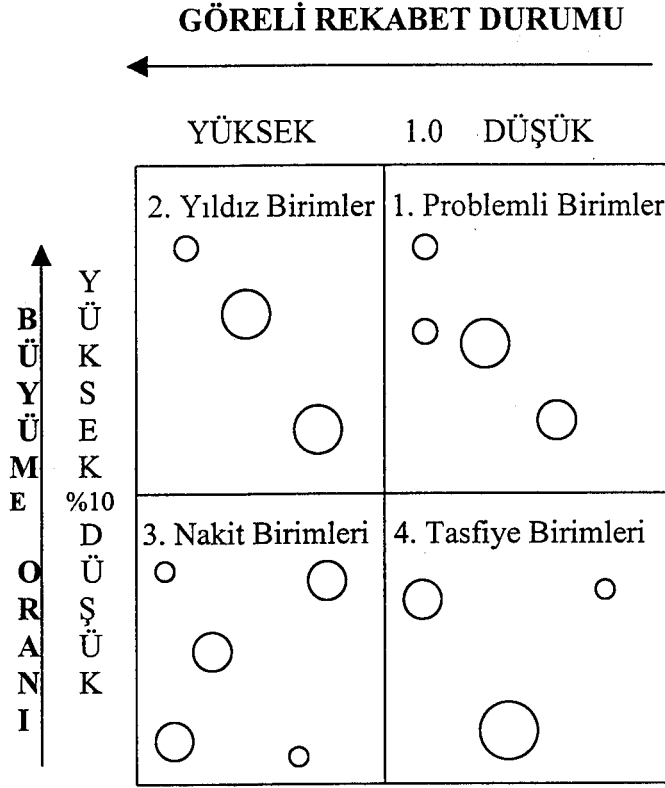 GÖRELİ REKABET DURUMU
YÜKSEK 1.0 DÜŞÜK
2. Yıldız Birimler
1. Problemli Birimler
BÜYÜME ORANI
YÜKSEK
%10
DÜŞÜK
3. Nakit Birimleri
4. Tasfiye Birimleri